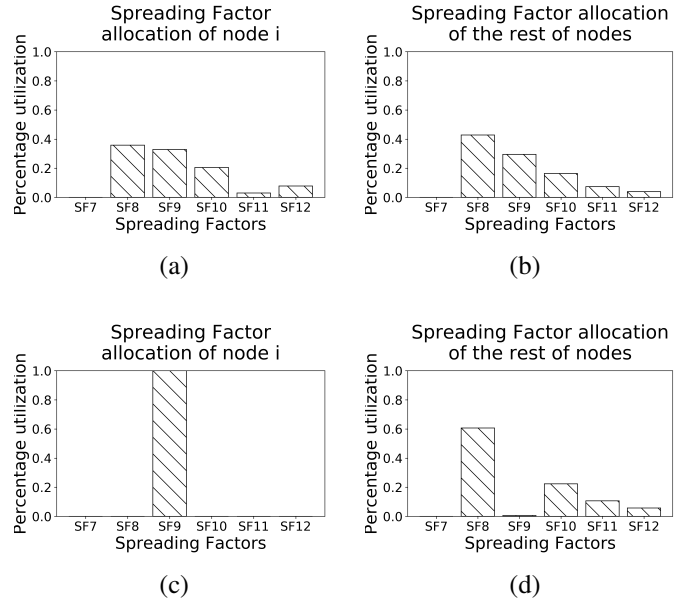 Spreading Factor
allocation of node i
Percentage utilization
1.0
0.8
0.6
0.4
0.2
0.0
SF7 SF8 SF9 SF10 SF11 SF12
Spreading Factors
(a)
Spreading Factor allocation
of the rest of nodes
Percentage utilization
1.0
0.8
0.6
0.4
0.2
0.0
SF7 SF8 SF9 SF10 SF11 SF12
Spreading Factors
(b)
Spreading Factor
allocation of node i
Percentage utilization
1.0
0.8
0.6
0.4
0.2
0.0
SF7 SF8 SF9 SF10 SF11 SF12
Spreading Factors
(c)
Spreading Factor allocation
of the rest of nodes
Percentage utilization
1.0
0.8
0.6
0.4
0.2
0.0
SF7 SF8 SF9 SF10 SF11 SF12
Spreading Factors
(d)